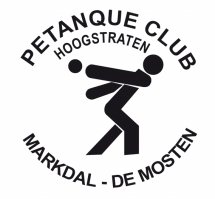 PETANQUE CLUB
HOOGSTRATEN
MARKDAL - DE MOSTEN